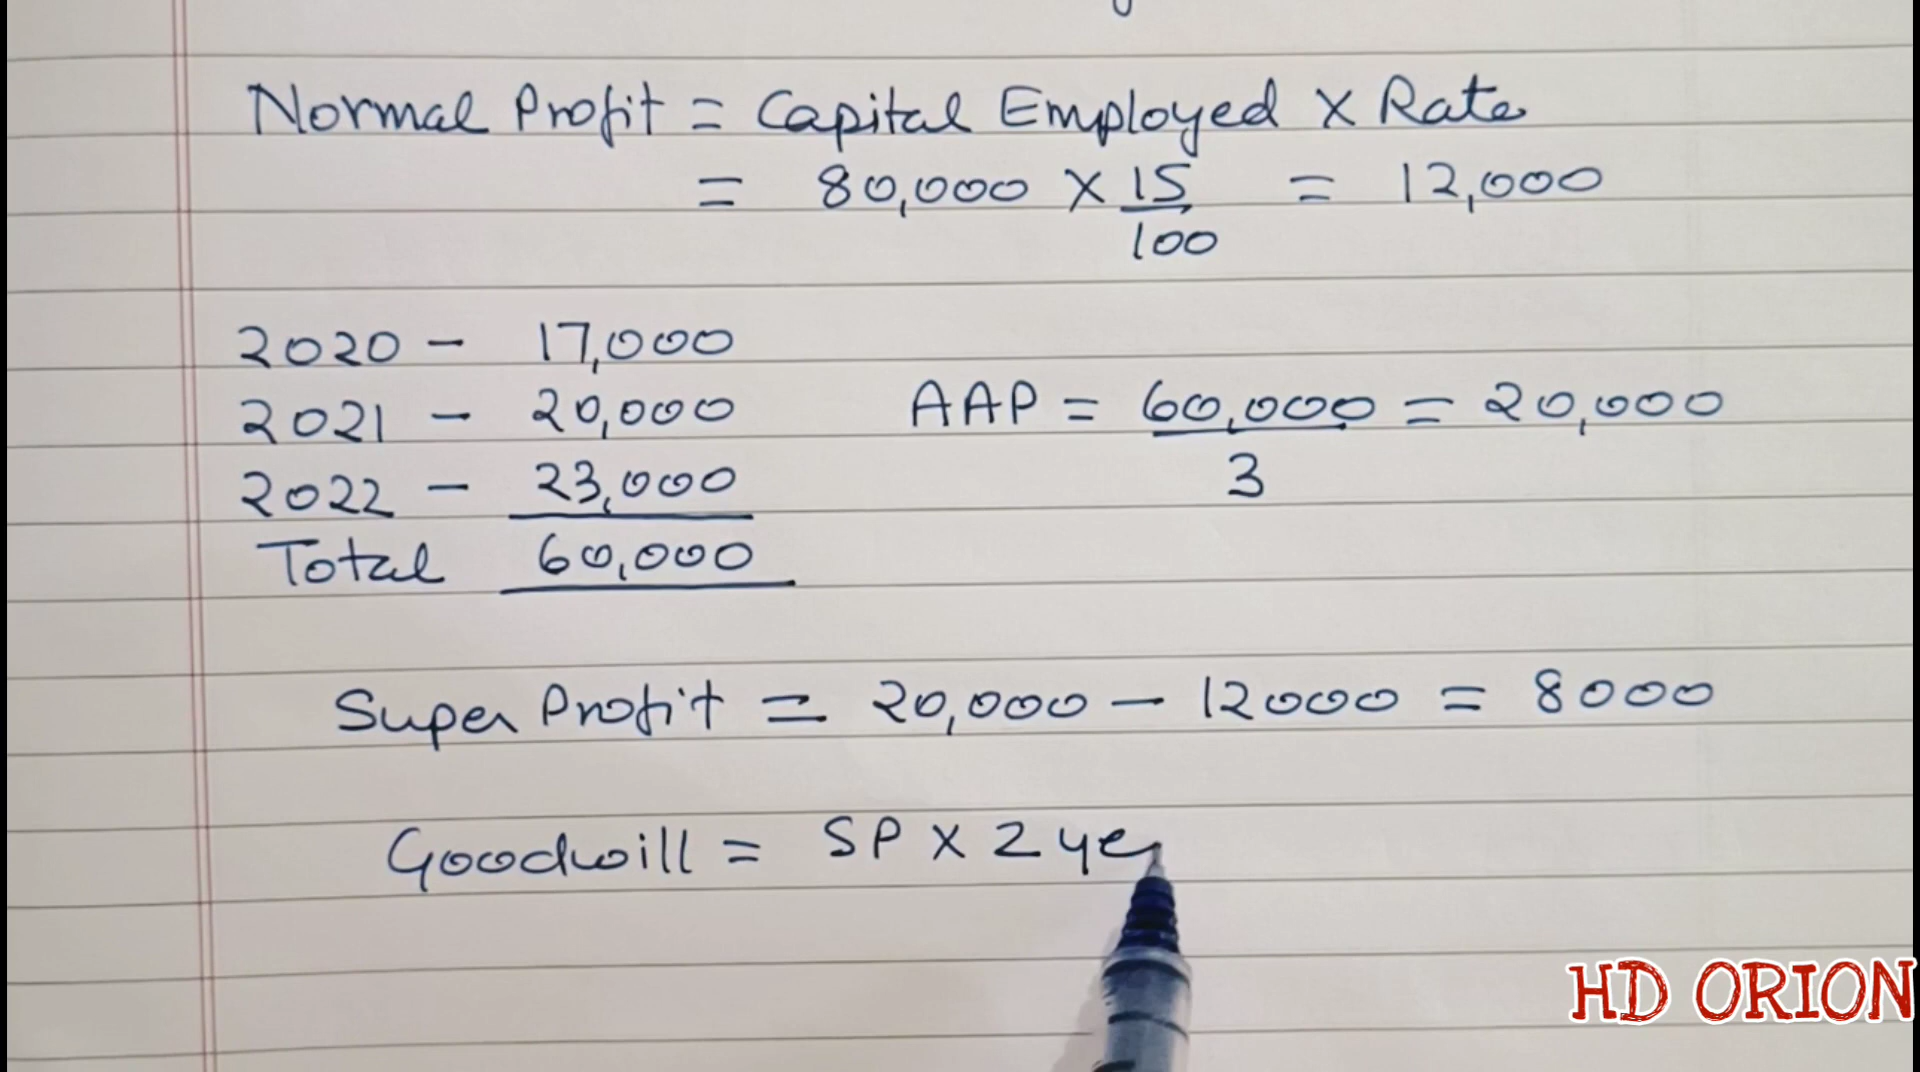 Normal Profit = Capital Employed X Rate
= 80,000 X 15/100 = 12,000
2020 - 17,000
2021 - 20,000
AAP = 60,000/3 = 20,000
2022 - 23,000
Total 60,000
Super Profit = 20,000 - 12000 = 8000
Goodwill = SP X 2 ye
HD ORION